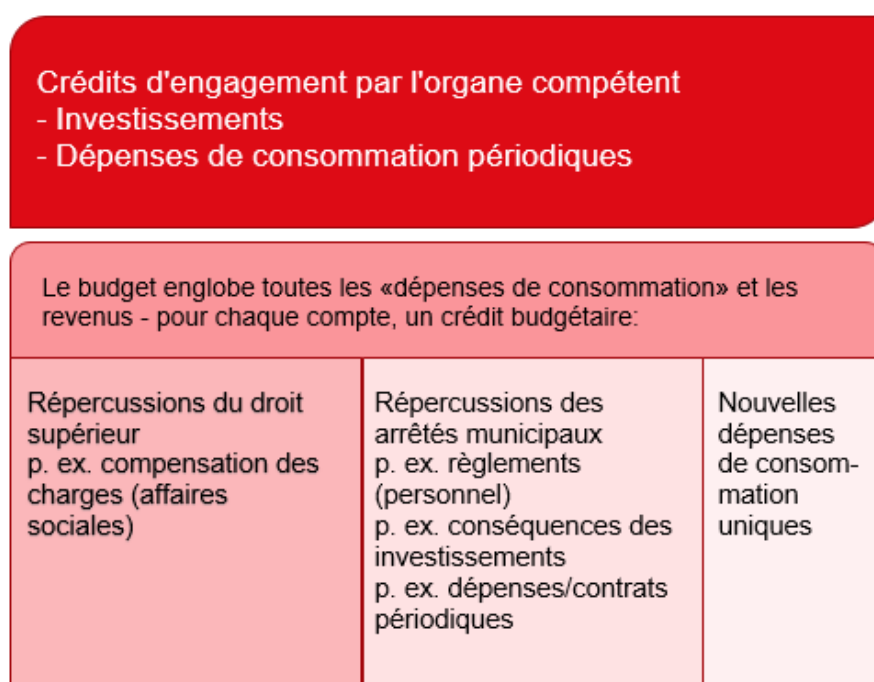 Crédits d'engagement par l'organe compétent
- Investissements
- Dépenses de consommation périodiques
Le budget englobe toutes les «dépenses de consommation» et les
revenus - pour chaque compte, un crédit budgétaire:
Répercussions du droit
supérieur
p. ex. compensation des
charges (affaires
sociales)
Répercussions des
arrêtés municipaux
p. ex. règlements
(personnel)
p. ex. conséquences des
investissements
p. ex. dépenses/contrats
périodiques
Nouvelles
dépenses
de consom-
mation
uniques